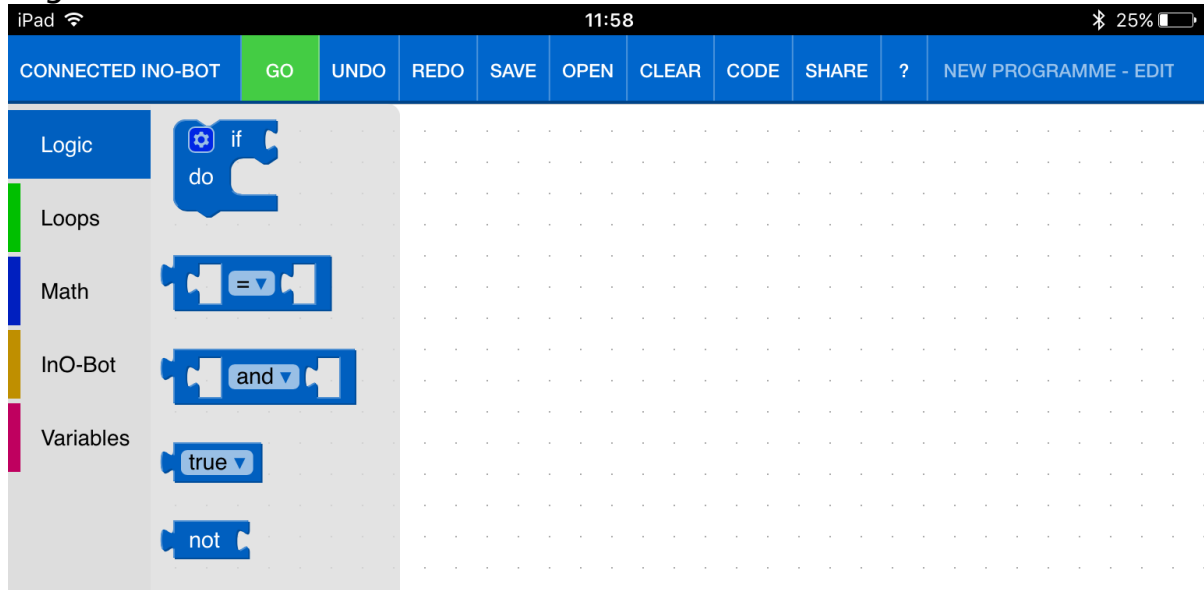 iPad 11:58 25%
CONNECTED INO-BOT GO UNDO REDO SAVE OPEN CLEAR CODE SHARE ? NEW PROGRAMME - EDIT
Logic
Loops
Math
InO-Bot
Variables
if
do
= ▼
and ▼
true ▼
not